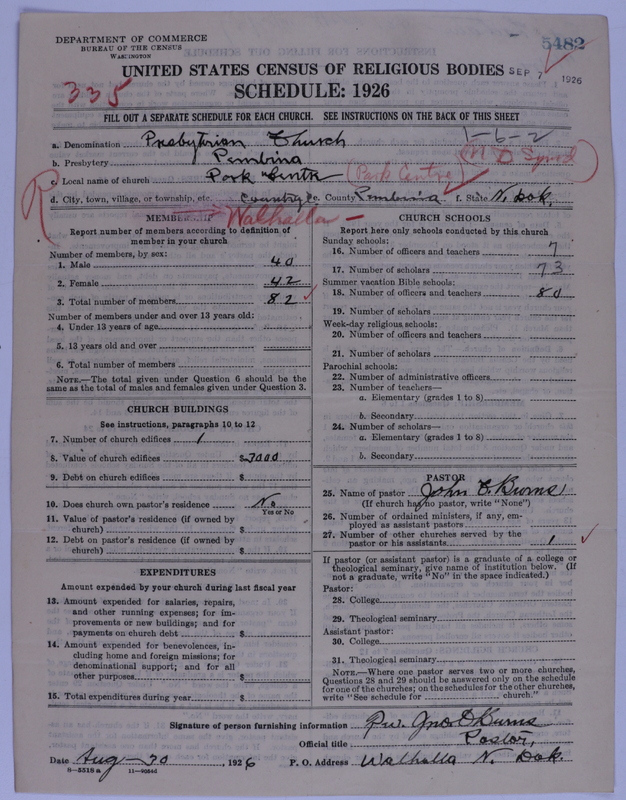 DEPARTMENT OF COMMERCE
BUREAU OF THE CENSUS
WASHINGTON
5482
UNITED STATES CENSUS OF RELIGIOUS BODIES
SEP 7 1926
335
SCHEDULE: 1926
FILL OUT A SEPARATE SCHEDULE FOR EACH CHURCH. SEE INSTRUCTIONS ON THE BACK OF THIS SHEET
1-6-2
a. Denomination Presbytrian Church
b. Presbytery Pembina (N D Synod)
c. Local name of church Park Centr (Park Centre)
R
d. City, town, village, or township, etc. Country e. County Pembina f. State N. Dak.
Walhalla —
MEMBERSHIP
Report number of members according to definition of
member in your church
Number of members, by sex:
1. Male 40
2. Female 42
3. Total number of members 82
Number of members under and over 13 years old:
4. Under 13 years of age
5. 13 years old and over
6. Total number of members
NOTE.—The total given under Question 6 should be the
same as the total of males and females given under Question 3.
CHURCH BUILDINGS
See instructions, paragraphs 10 to 12
7. Number of church edifices 1
8. Value of church edifices $ 7000
9. Debt on church edifices $
10. Does church own pastor's residence No
Yes or No
11. Value of pastor's residence (if owned by
church) $
12. Debt on pastor's residence (if owned by
church) $
EXPENDITURES
Amount expended by your church during last fiscal year
13. Amount expended for salaries, repairs,
and other running expenses; for im-
provements or new buildings; and for
payments on church debt $
14. Amount expended for benevolences, in-
cluding home and foreign missions; for
denominational support; and for all
other purposes $
15. Total expenditures during year $
CHURCH SCHOOLS
Report here only schools conducted by this church
Sunday schools:
16. Number of officers and teachers 7
17. Number of scholars 73
Summer vacation Bible schools:
18. Number of officers and teachers 80
19. Number of scholars
Week-day religious schools:
20. Number of officers and teachers
21. Number of scholars
Parochial schools:
22. Number of administrative officers
23. Number of teachers—
a. Elementary (grades 1 to 8)
b. Secondary
24. Number of scholars—
a. Elementary (grades 1 to 8)
b. Secondary
PASTOR
25. Name of pastor John D. Burns
(If church has no pastor, write "None")
26. Number of ordained ministers, if any, em-
ployed as assistant pastors
27. Number of other churches served by the
pastor or his assistants 1
If pastor (or assistant pastor) is a graduate of a college or
theological seminary, give name of institution below. (If
not a graduate, write "No" in the space indicated.)
Pastor:
28. College
29. Theological seminary
Assistant pastor:
30. College
31. Theological seminary
NOTE.—Where one pastor serves two or more churches,
Questions 28 and 29 should be answered only on the schedule
for one of the churches; on the schedules for the other churches,
write "See schedule for church."
Signature of person furnishing information Rev. Jno D Burns
Official title Pastor,
Date Aug — 30, 1926 P. O. Address Walhalla N. Dak.
8—5518 a 11—9084d